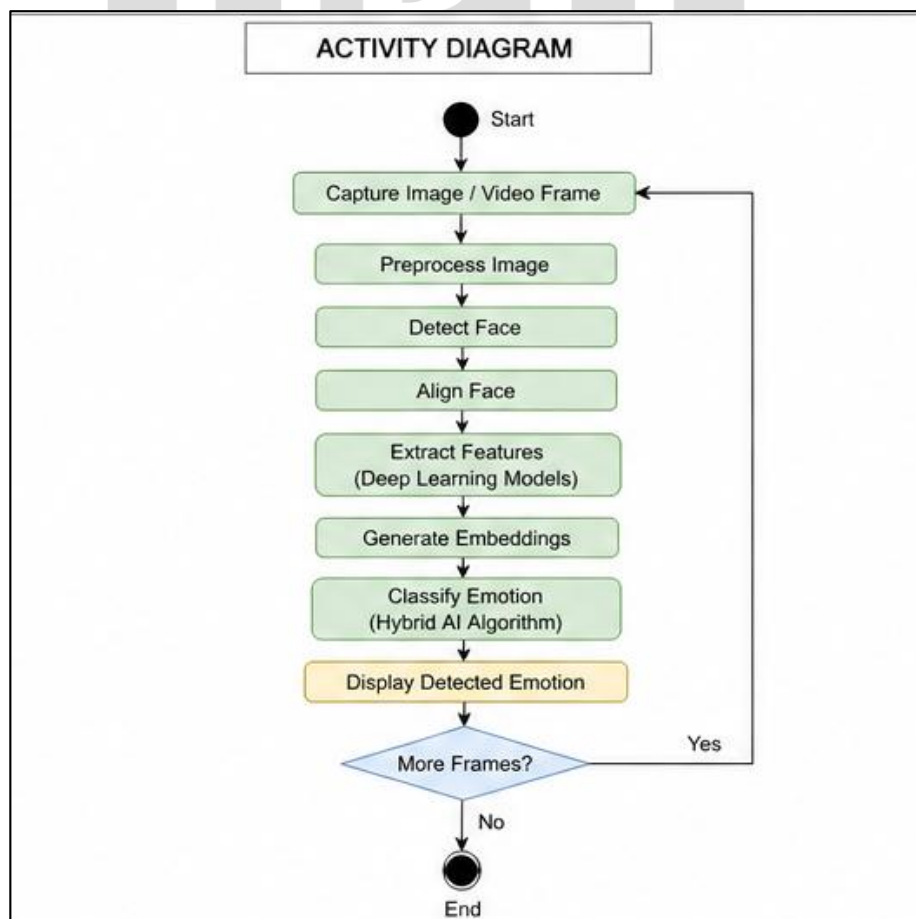 ACTIVITY DIAGRAM
Start
Capture Image / Video Frame
Preprocess Image
Detect Face
Align Face
Extract Features
(Deep Learning Models)
Generate Embeddings
Classify Emotion
(Hybrid AI Algorithm)
Display Detected Emotion
More Frames?
Yes
No
End